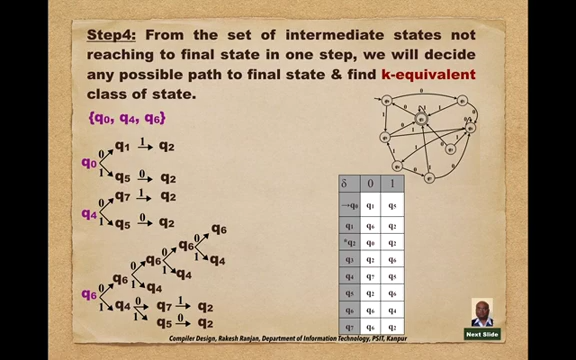 Step4: From the set of intermediate states not
reaching to final state in one step, we will decide
any possible path to final state & find k-equivalent
class of state.
{q0, q4, q6}
q0 0 q1 1 q2
1 q5 0 q2
q4 0 q7 1 q2
1 q5 0 q2
q6 0 q6 0 q6 0 q6 0 q6
1 q4
1 q4
1 q4
1 q4 0 q7 1 q2
1 q5 0 q2
δ 0 1
→q0 q1 q5
q1 q6 q2
*q2 q0 q2
q3 q2 q6
q4 q7 q5
q5 q2 q6
q6 q6 q4
q7 q6 q2
Next Slide
Compiler Design, Rakesh Ranjan, Department of Information Technology, PSIT, Kanpur